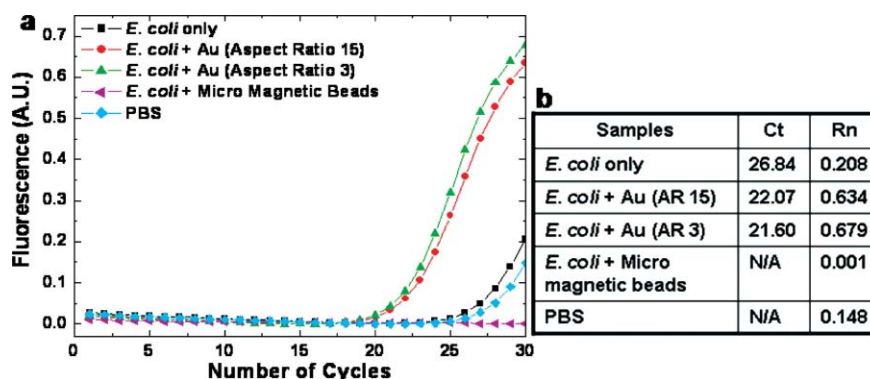 a
E. coli only
E. coli + Au (Aspect Ratio 15)
E. coli + Au (Aspect Ratio 3)
E. coli + Micro Magnetic Beads
PBS
Fluorescence (A.U.)
0.7
0.6
0.5
0.4
0.3
0.2
0.1
0.0
0 5 10 15 20 25 30
Number of Cycles
b
Samples Ct Rn
E. coli only 26.84 0.208
E. coli + Au (AR 15) 22.07 0.634
E. coli + Au (AR 3) 21.60 0.679
E. coli + Micro
magnetic beads N/A 0.001
PBS N/A 0.148